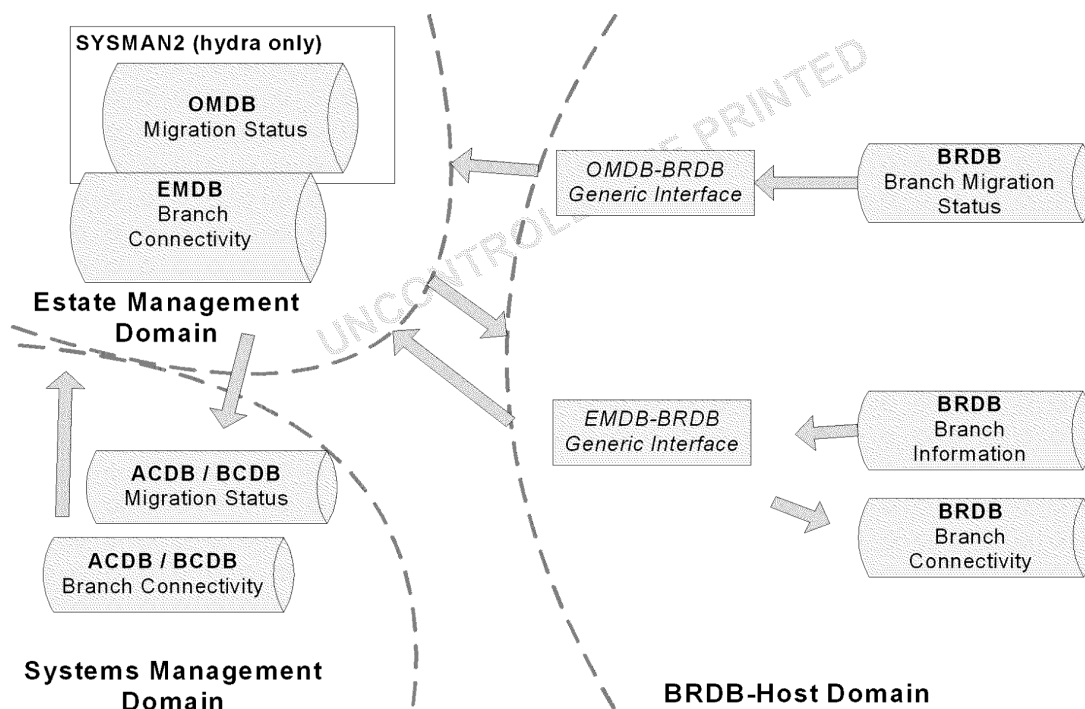 SYSMAN2 (hydra only)
OMDB
Migration Status
EMDB
Branch
Connectivity
Estate Management
Domain
UNCONTROLLE
E PRINTED
OMDB-BRDB
Generic Interface
BRDB
Branch Migration
Status
EMDB-BRDB
Generic Interface
BRDB
Branch
Information
BRDB
Branch
Connectivity
ACDB / BCDB
Migration Status
ACDB / BCDB
Branch Connectivity
Systems Management
Domain
BRDB-Host Domain